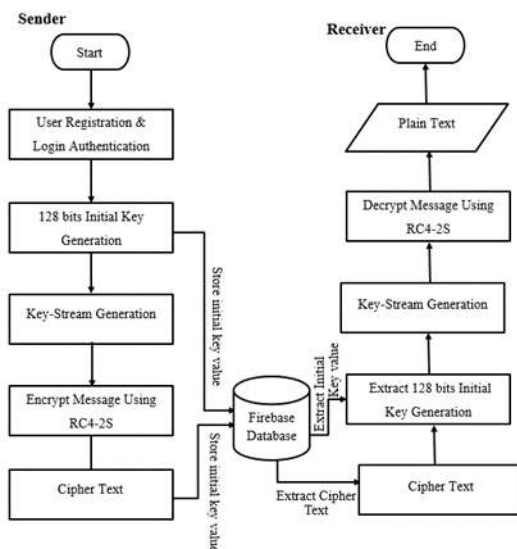 Sender
Start
User Registration &
Login Authentication
128 bits Initial Key
Generation
Key-Stream Generation
Encrypt Message Using
RC4-2S
Cipher Text
Store initial key value
Store initial key value
Firebase
Database
Extract Initial
Key value
Extract Cipher
Text
Receiver
End
Plain Text
Decrypt Message Using
RC4-2S
Key-Stream Generation
Extract 128 bits Initial
Key Generation
Cipher Text